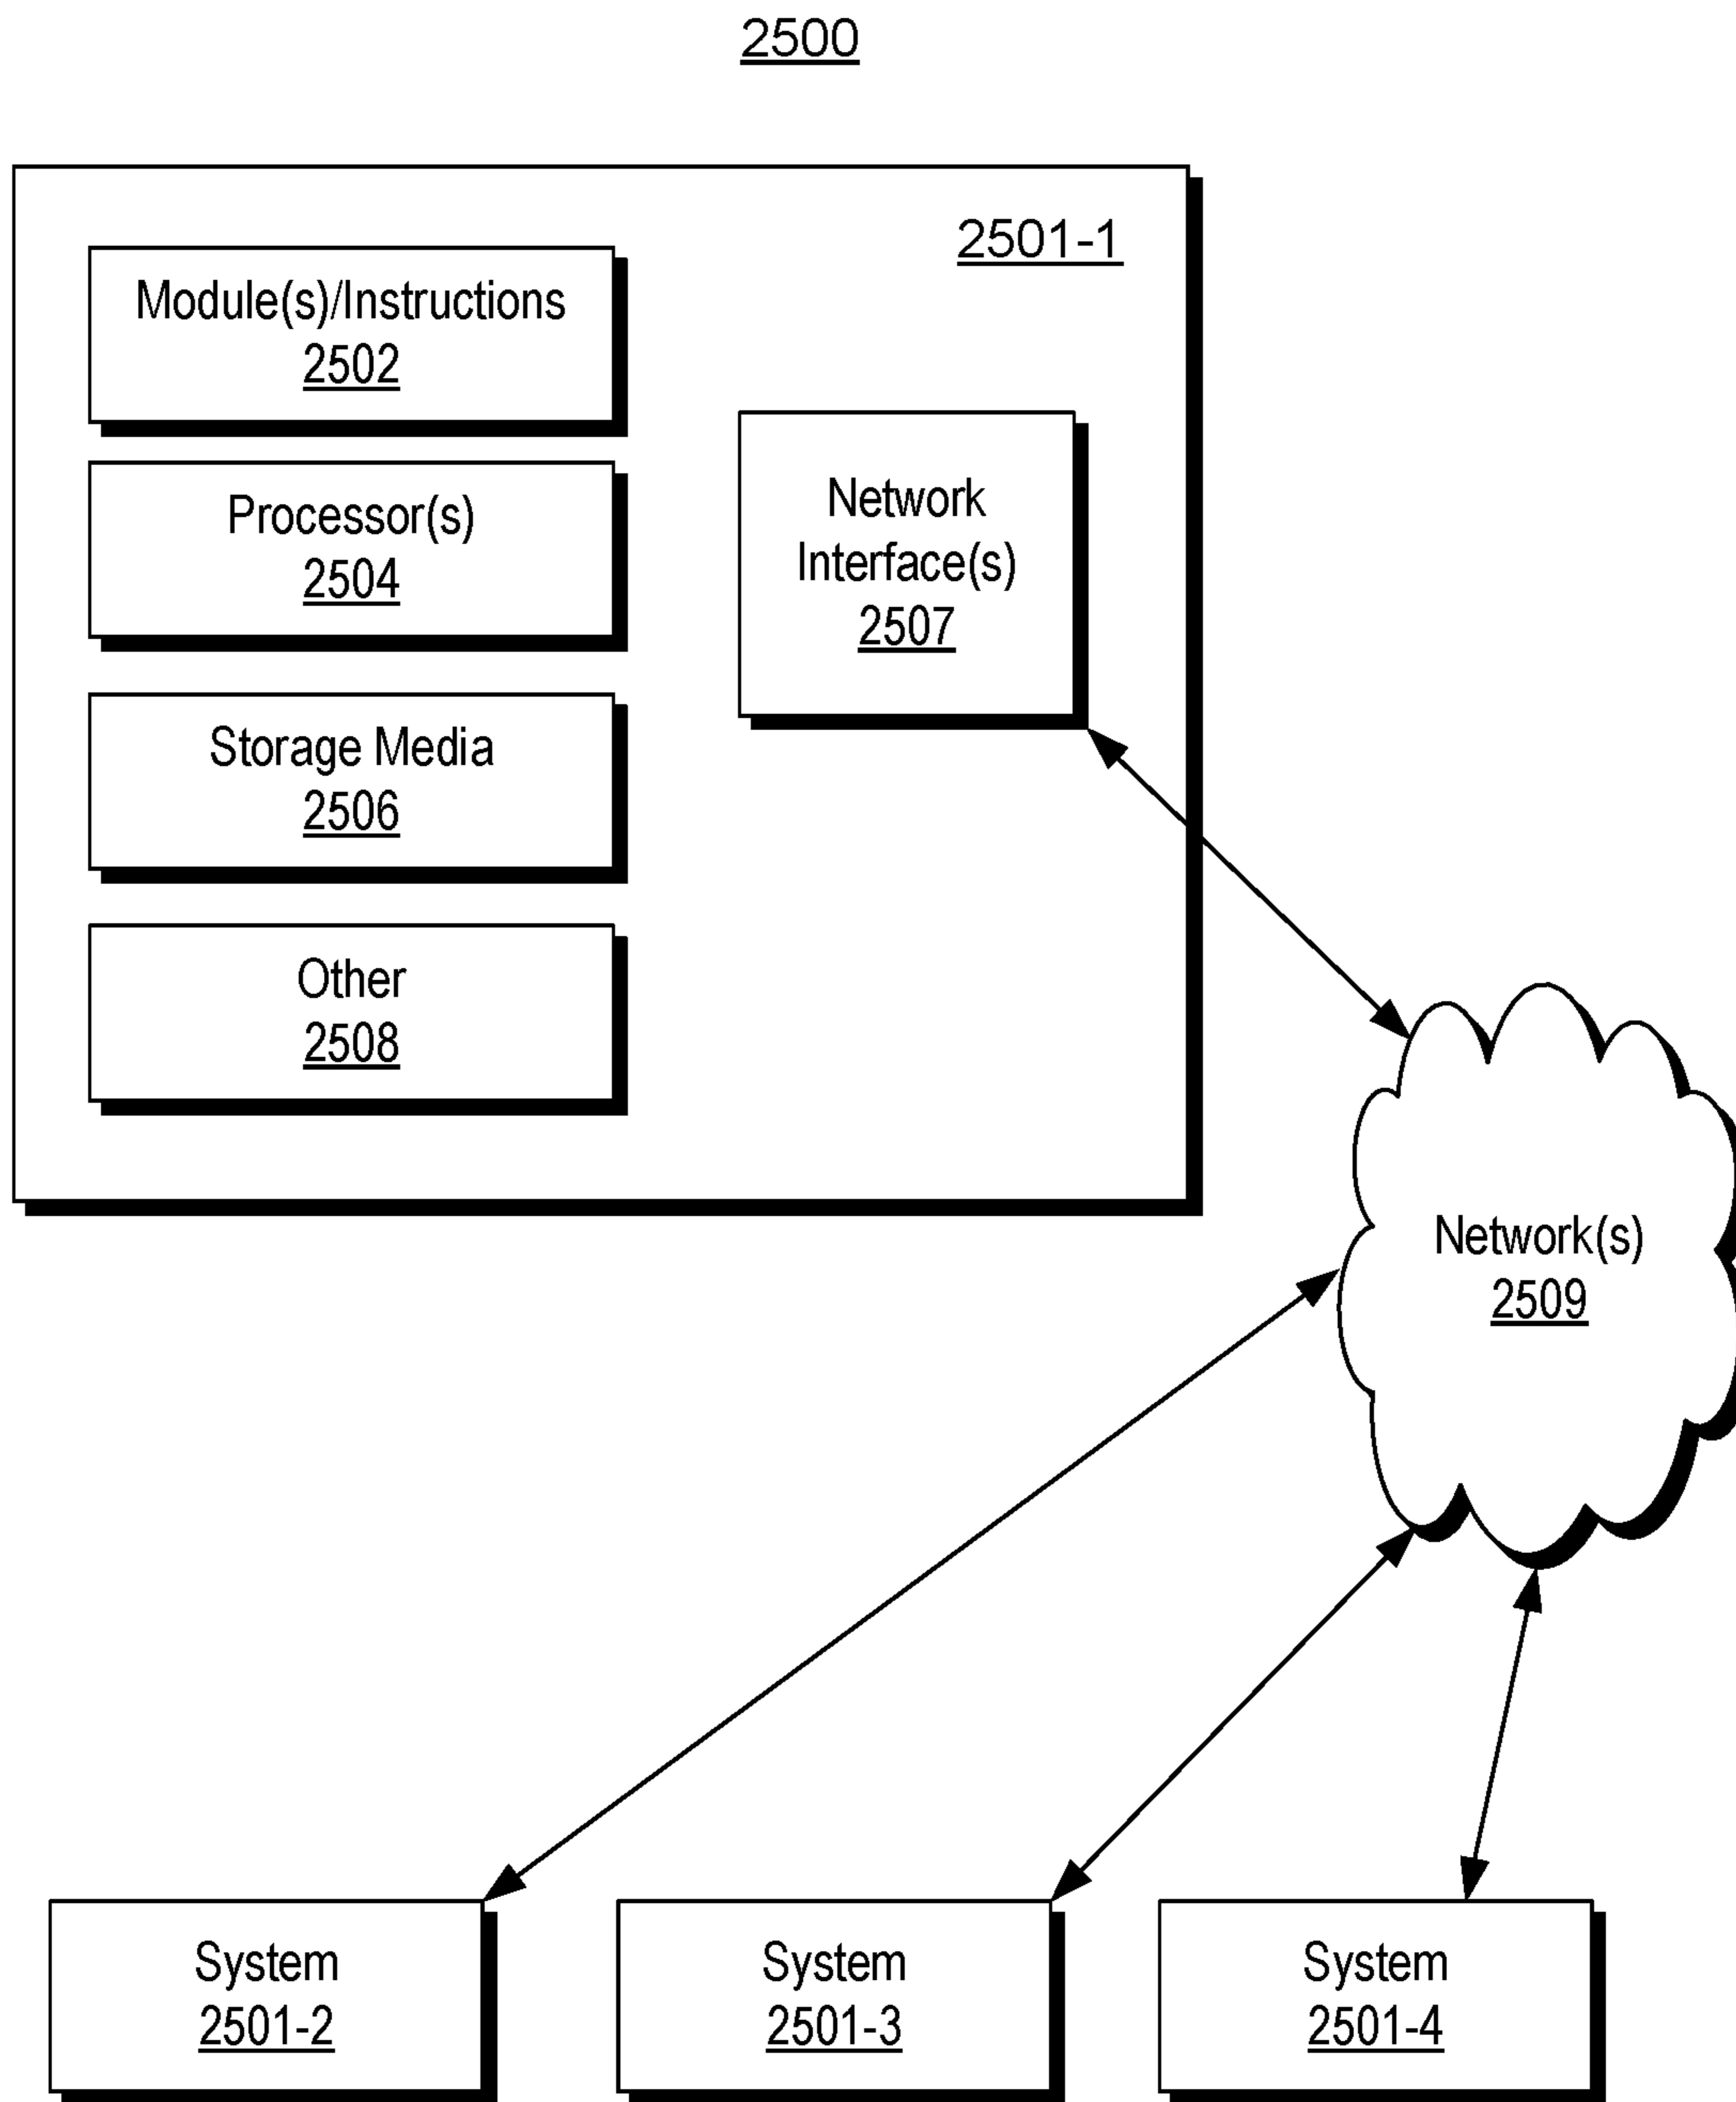 2500
2501-1
Module(s)/Instructions
2502
Processor(s)
2504
Network
Interface(s)
2507
Storage Media
2506
Other
2508
Network(s)
2509
System
2501-2
System
2501-3
System
2501-4